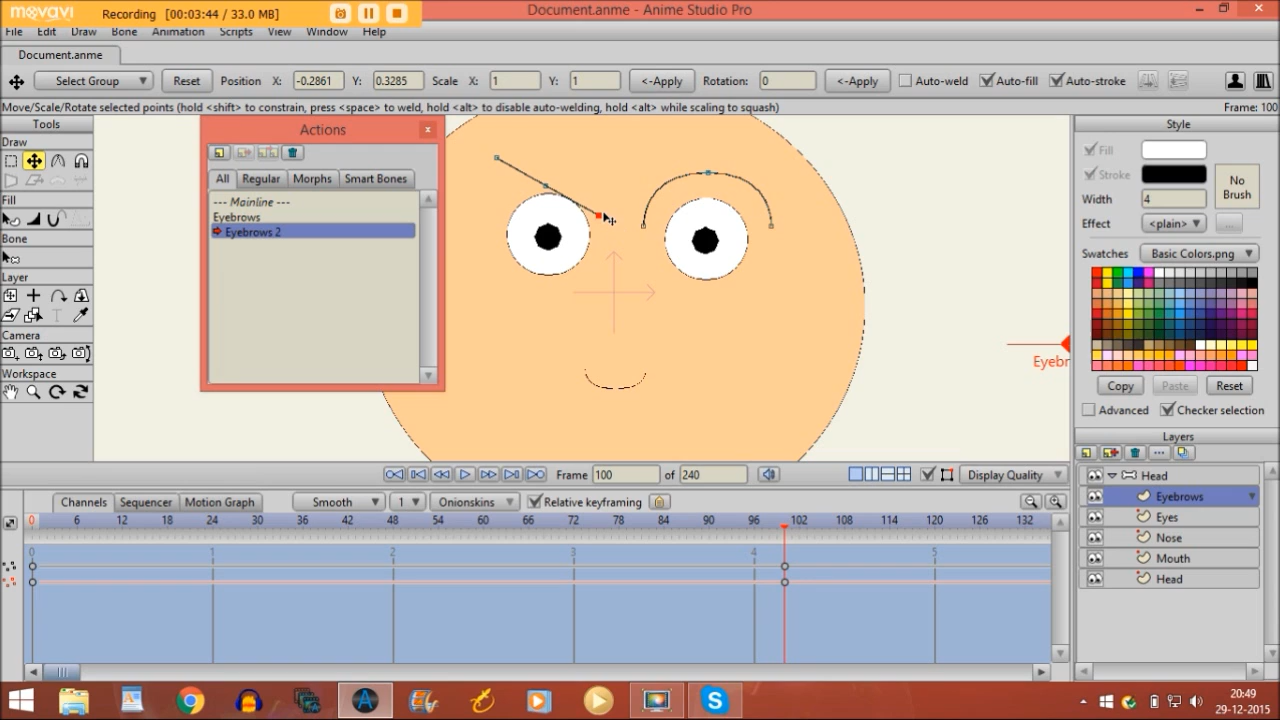 movavi Recording (00:03:44 / 33.0 MB)
Document.anme - Anime Studio Pro
File Edit Draw Bone Animation Scripts View Window Help
Document.anme
Select Group Reset Position X: -0.2861 Y: 0.3285 Scale X: 1 Y: 1 <-Apply Rotation: 0 <-Apply Auto-weld Auto-fill Auto-stroke
Move/Scale/Rotate selected points (hold <shift> to constrain, press <space> to weld, hold <alt> to disable auto-welding, hold <alt> while scaling to squash) Frame: 100
Tools
Draw
Fill
Bone
Layer
Camera
Workspace
Actions
All Regular Morphs Smart Bones
--- Mainline ---
Eyebrows
Eyebrows 2
Eyebr
Style
Fill
Stroke
No Brush
Width 4
Effect <plain> ...
Swatches Basic Colors.png
Copy Paste Reset
Advanced Checker selection
Layers
Head
Eyebrows
Eyes
Nose
Mouth
Head
Frame 100 of 240 Display Quality
Channels Sequencer Motion Graph Smooth 1 Onionskins Relative keyframing
0 6 12 18 24 30 36 42 48 54 60 66 72 78 84 90 96 102 108 114 120 126 132
0 1 2 3 4 5
20:49
29-12-2015